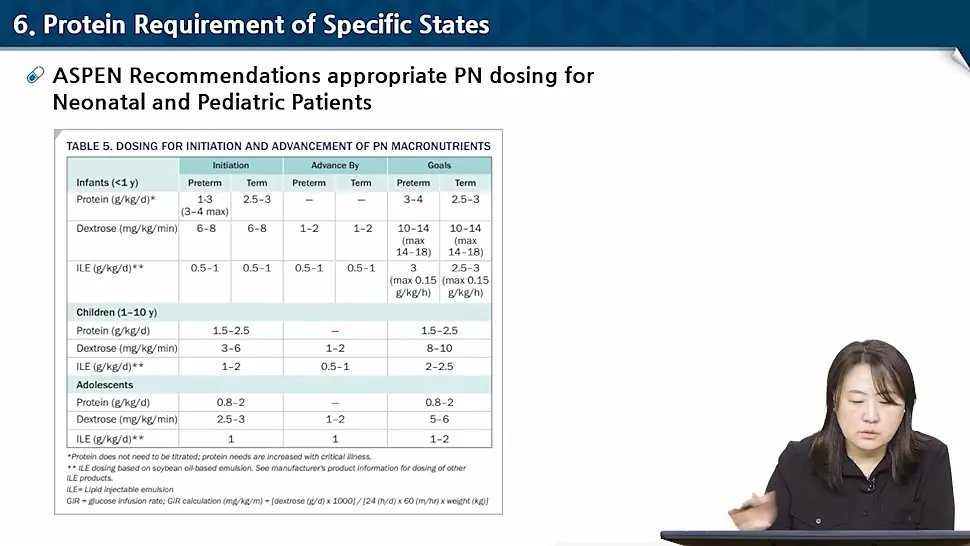 6. Protein Requirement of Specific States
ASPEN Recommendations appropriate PN dosing for
Neonatal and Pediatric Patients
TABLE 5. DOSING FOR INITIATION AND ADVANCEMENT OF PN MACRONUTRIENTS
Initiation Advance By Goals
Infants (<1 y) Preterm Term Preterm Term Preterm Term
Protein (g/kg/d)* 1-3 (3–4 max) 2.5–3 — — 3–4 2.5–3
Dextrose (mg/kg/min) 6–8 6–8 1–2 1–2 10–14 (max 14–18) 10–14 (max 14–18)
ILE (g/kg/d)** 0.5–1 0.5–1 0.5–1 0.5–1 3 (max 0.15 g/kg/h) 2.5–3 (max 0.15 g/kg/h)
Children (1–10 y)
Protein (g/kg/d) 1.5–2.5 — 1.5–2.5
Dextrose (mg/kg/min) 3–6 1–2 8–10
ILE (g/kg/d)** 1–2 0.5–1 2–2.5
Adolescents
Protein (g/kg/d) 0.8–2 — 0.8–2
Dextrose (mg/kg/min) 2.5–3 1–2 5–6
ILE (g/kg/d)** 1 1 1–2
*Protein does not need to be titrated; protein needs are increased with critical illness.
** ILE dosing based on soybean oil-based emulsion. See manufacturer's product information for dosing of other
ILE products.
ILE= Lipid injectable emulsion
GIR = glucose infusion rate; GIR calculation (mg/kg/m) = [dextrose (g/d) x 1000] / [24 (h/d) x 60 (m/hr) x weight (kg)]